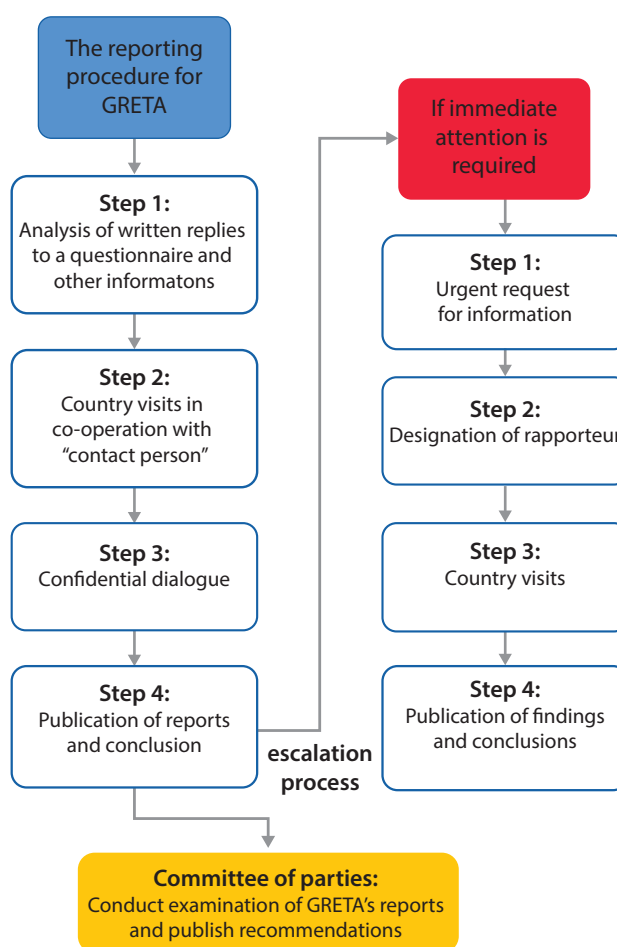 The reporting
procedure for
GRETA
Step 1:
Analysis of written replies
to a questionnaire and
other informatons
Step 2:
Country visits in
co-operation with
“contact person”
Step 3:
Confidential dialogue
Step 4:
Publication of reports
and conclusion
escalation
process
If immediate
attention is
required
Step 1:
Urgent request
for information
Step 2:
Designation of rapporteur
Step 3:
Country visits
Step 4:
Publication of findings
and conclusions
Committee of parties:
Conduct examination of GRETA’s reports
and publish recommendations